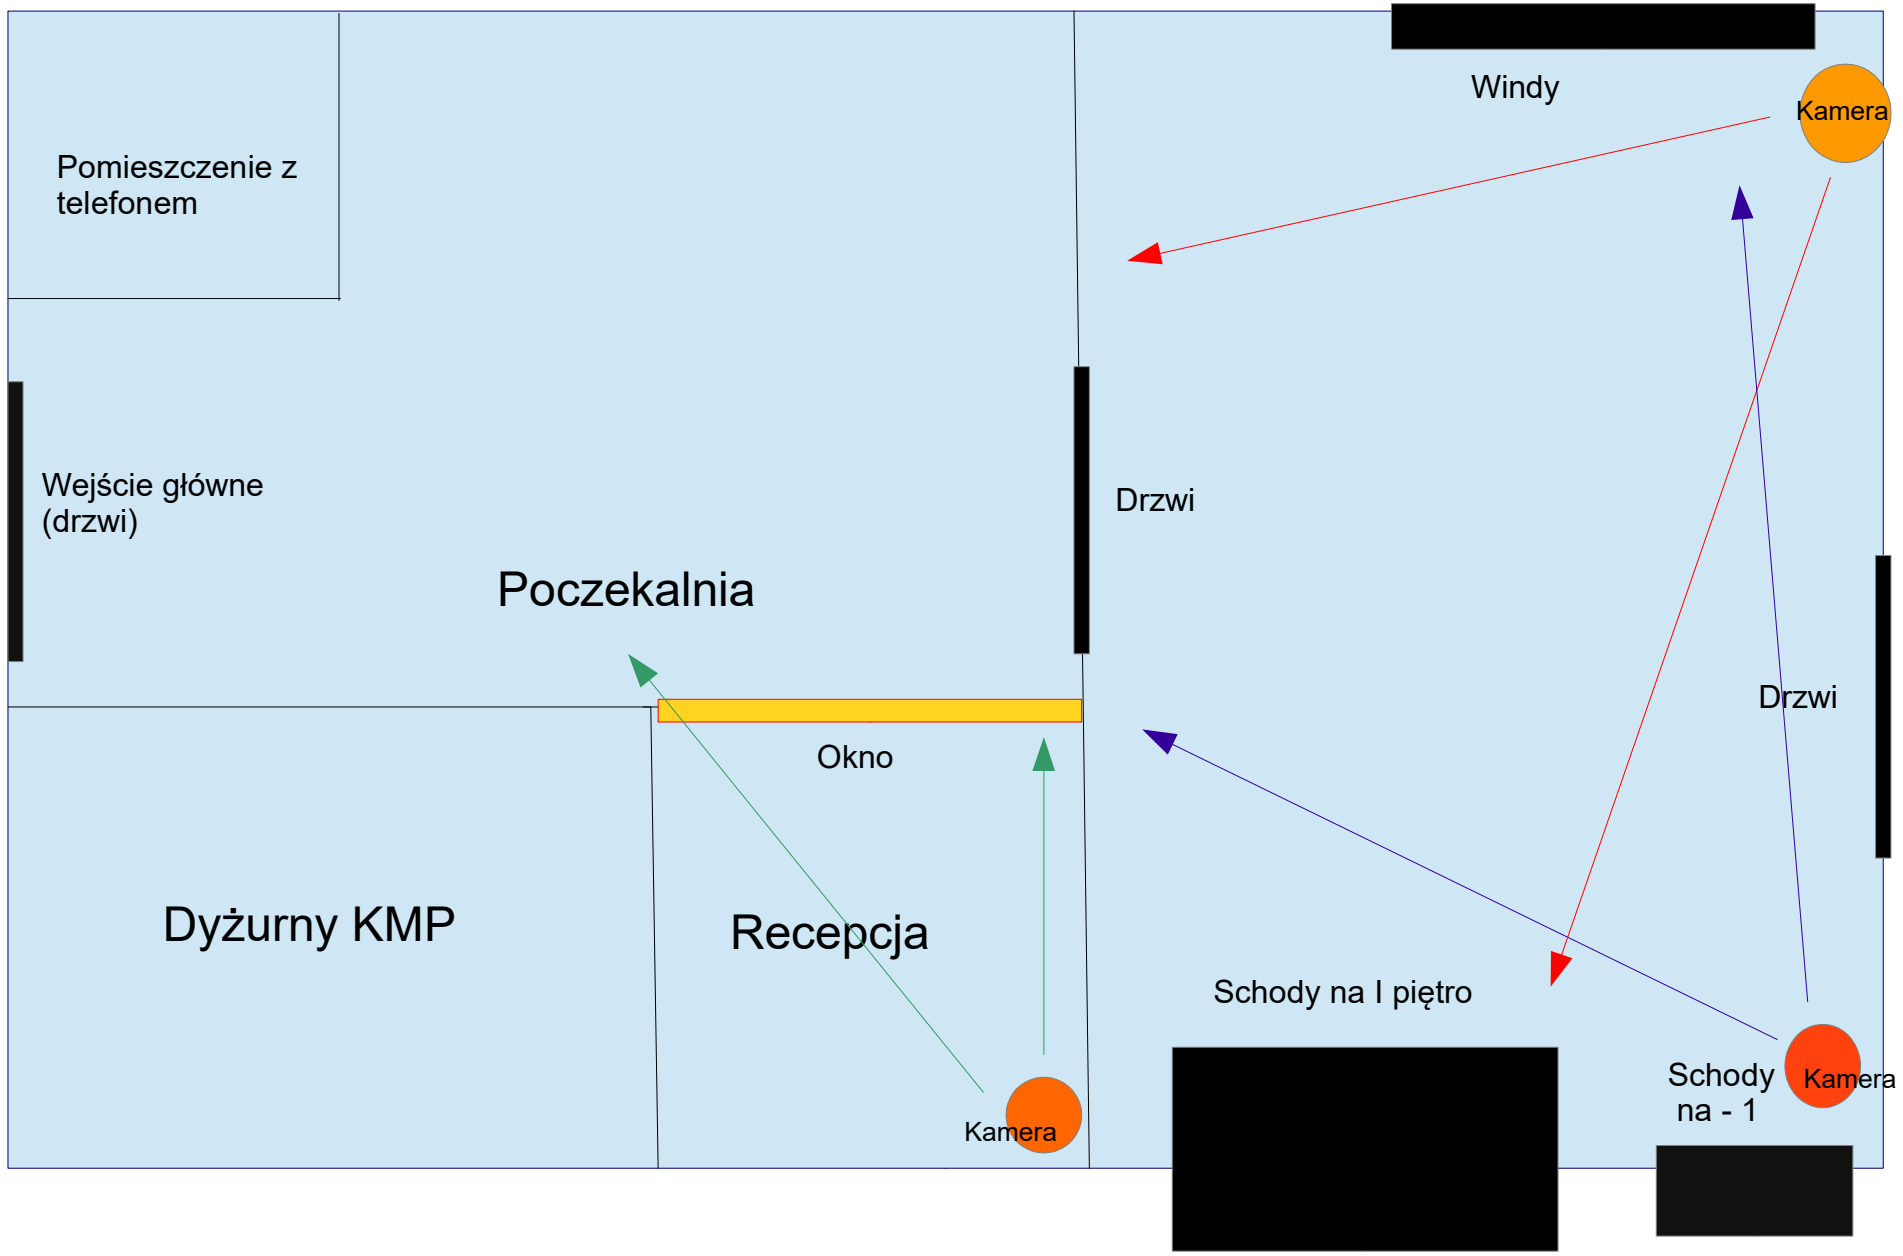 Windy
Kamera
Pomieszczenie z
telefonem
Wejście główne
(drzwi)
Drzwi
Poczekalnia
Drzwi
Okno
Dyżurny KMP
Recepcja
Schody na I piętro
Schody
na - 1
Kamera
Kamera